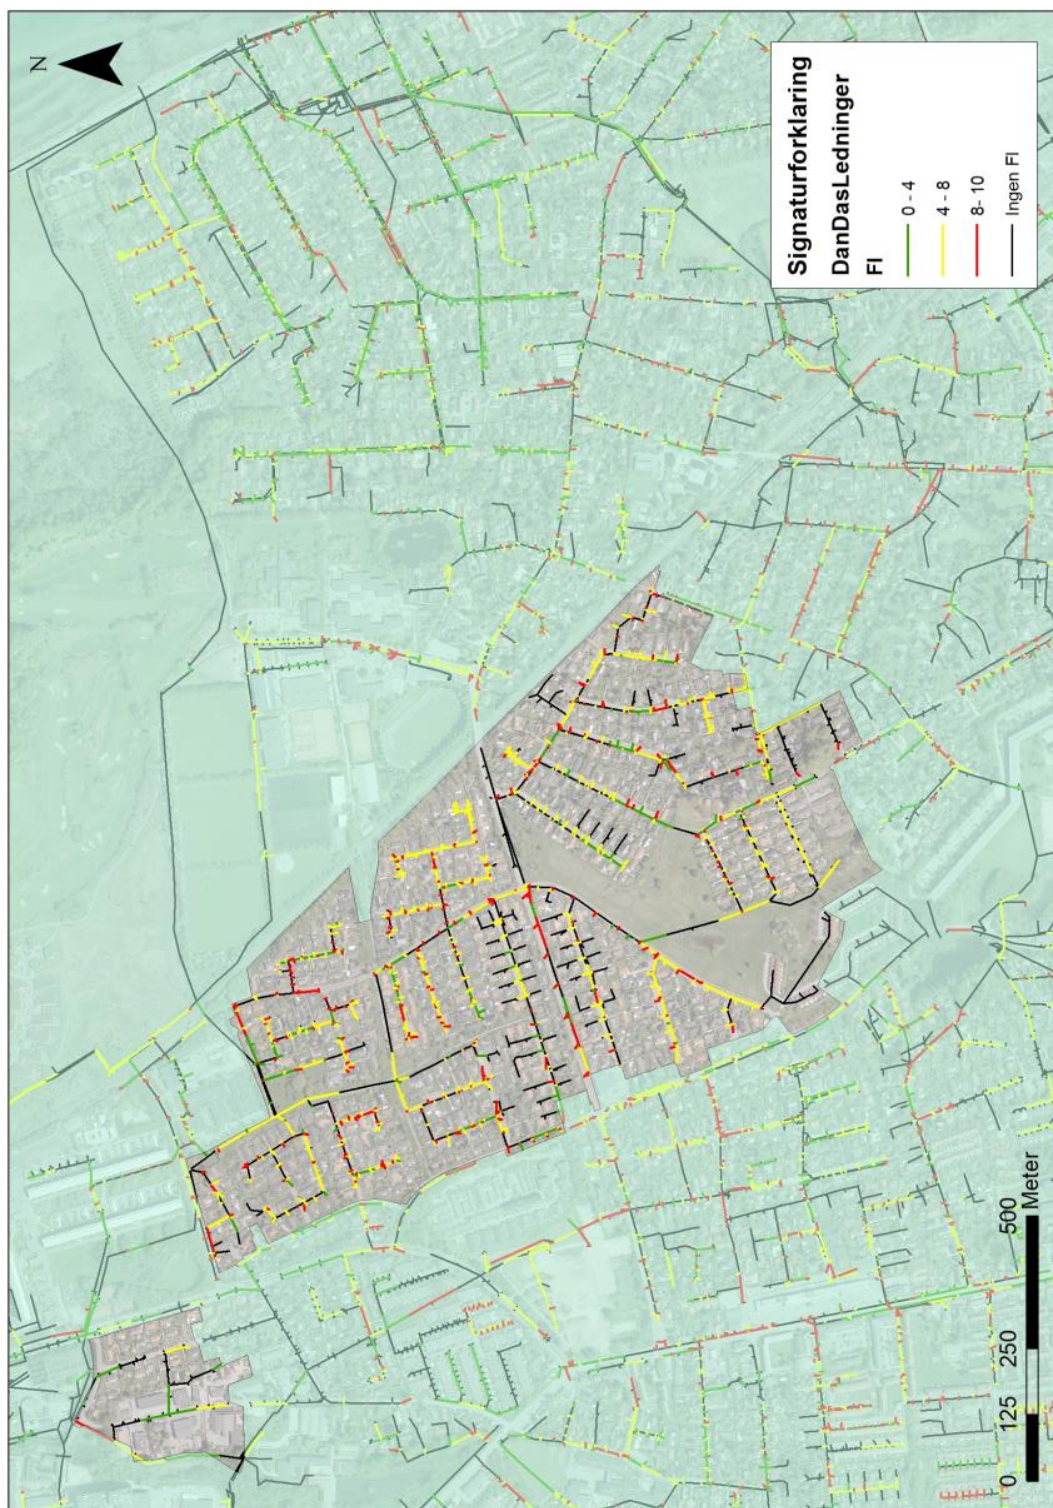 N
Signaturforklaring
DanDasLedninger
FI
0 - 4
4 - 8
8- 10
Ingen FI
0 125 250 500
Meter